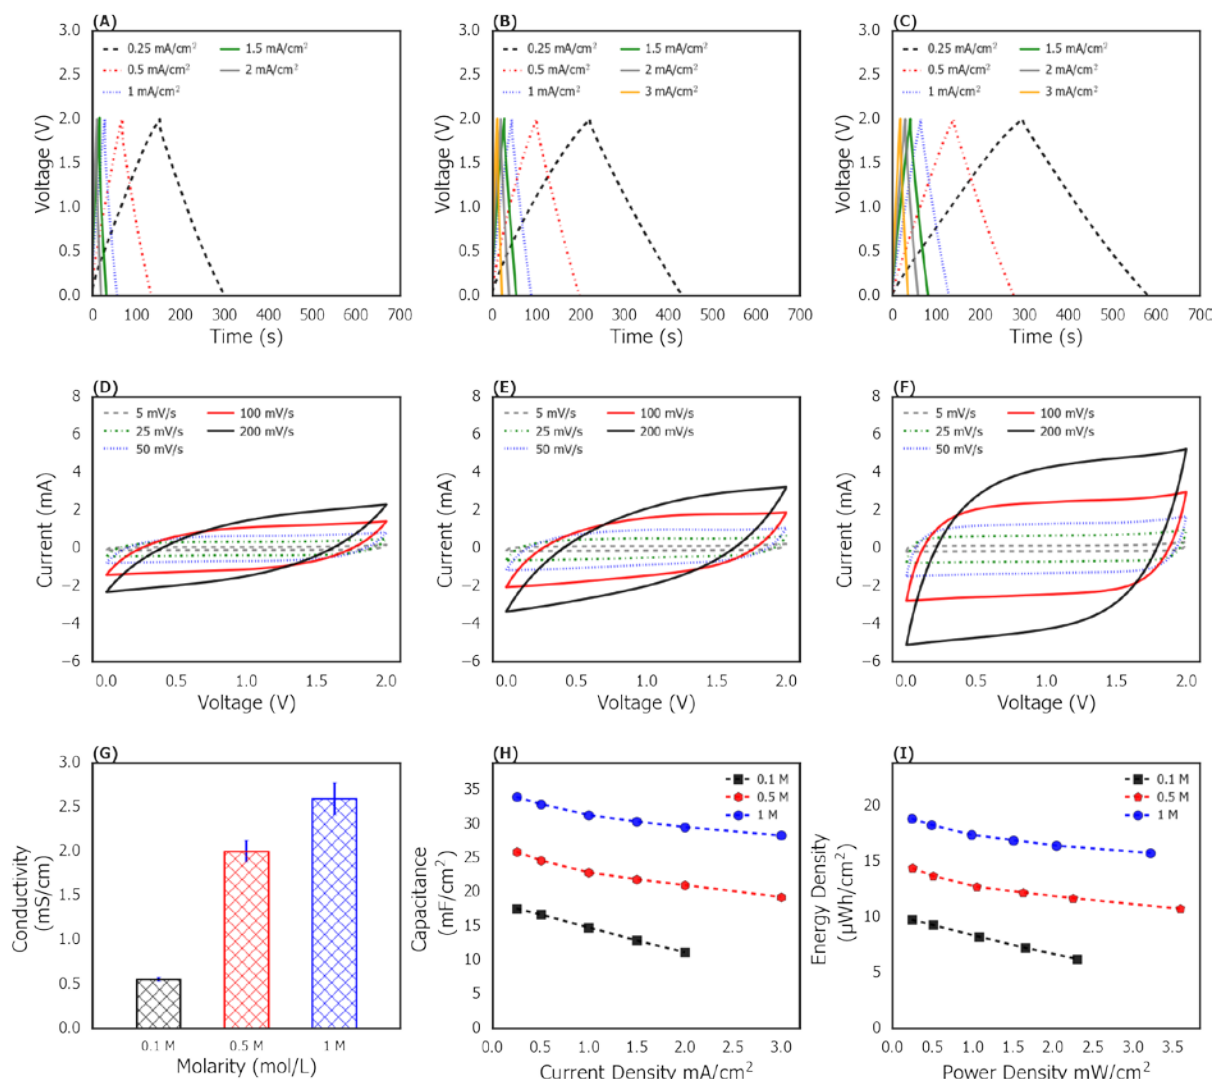 (A)
Voltage (V)
3.0
2.5
2.0
1.5
1.0
0.5
0.0
0.25 mA/cm²
0.5 mA/cm²
1 mA/cm²
1.5 mA/cm²
2 mA/cm²
0 100 200 300 400 500 600 700
Time (s)
(B)
Voltage (V)
3.0
2.5
2.0
1.5
1.0
0.5
0.0
0.25 mA/cm²
0.5 mA/cm²
1 mA/cm²
1.5 mA/cm²
2 mA/cm²
3 mA/cm²
0 100 200 300 400 500 600 700
Time (s)
(C)
Voltage (V)
3.0
2.5
2.0
1.5
1.0
0.5
0.0
0.25 mA/cm²
0.5 mA/cm²
1 mA/cm²
1.5 mA/cm²
2 mA/cm²
3 mA/cm²
0 100 200 300 400 500 600 700
Time (s)
(D)
Current (mA)
8
6
4
2
0
−2
−4
−6
5 mV/s
25 mV/s
50 mV/s
100 mV/s
200 mV/s
0.0 0.5 1.0 1.5 2.0
Voltage (V)
(E)
Current (mA)
8
6
4
2
0
−2
−4
−6
5 mV/s
25 mV/s
50 mV/s
100 mV/s
200 mV/s
0.0 0.5 1.0 1.5 2.0
Voltage (V)
(F)
Current (mA)
8
6
4
2
0
−2
−4
−6
5 mV/s
25 mV/s
50 mV/s
100 mV/s
200 mV/s
0.0 0.5 1.0 1.5 2.0
Voltage (V)
(G)
Conductivity
(mS/cm)
3.0
2.5
2.0
1.5
1.0
0.5
0.0
0.1 M 0.5 M 1 M
Molarity (mol/L)
(H)
Capacitance
(mF/cm²)
35
30
25
20
15
10
5
0
0.1 M
0.5 M
1 M
0.0 0.5 1.0 1.5 2.0 2.5 3.0
Current Density mA/cm²
(I)
Energy Density
(µWh/cm²)
20
15
10
5
0
0.1 M
0.5 M
1 M
0.0 0.5 1.0 1.5 2.0 2.5 3.0 3.5
Power Density mW/cm²